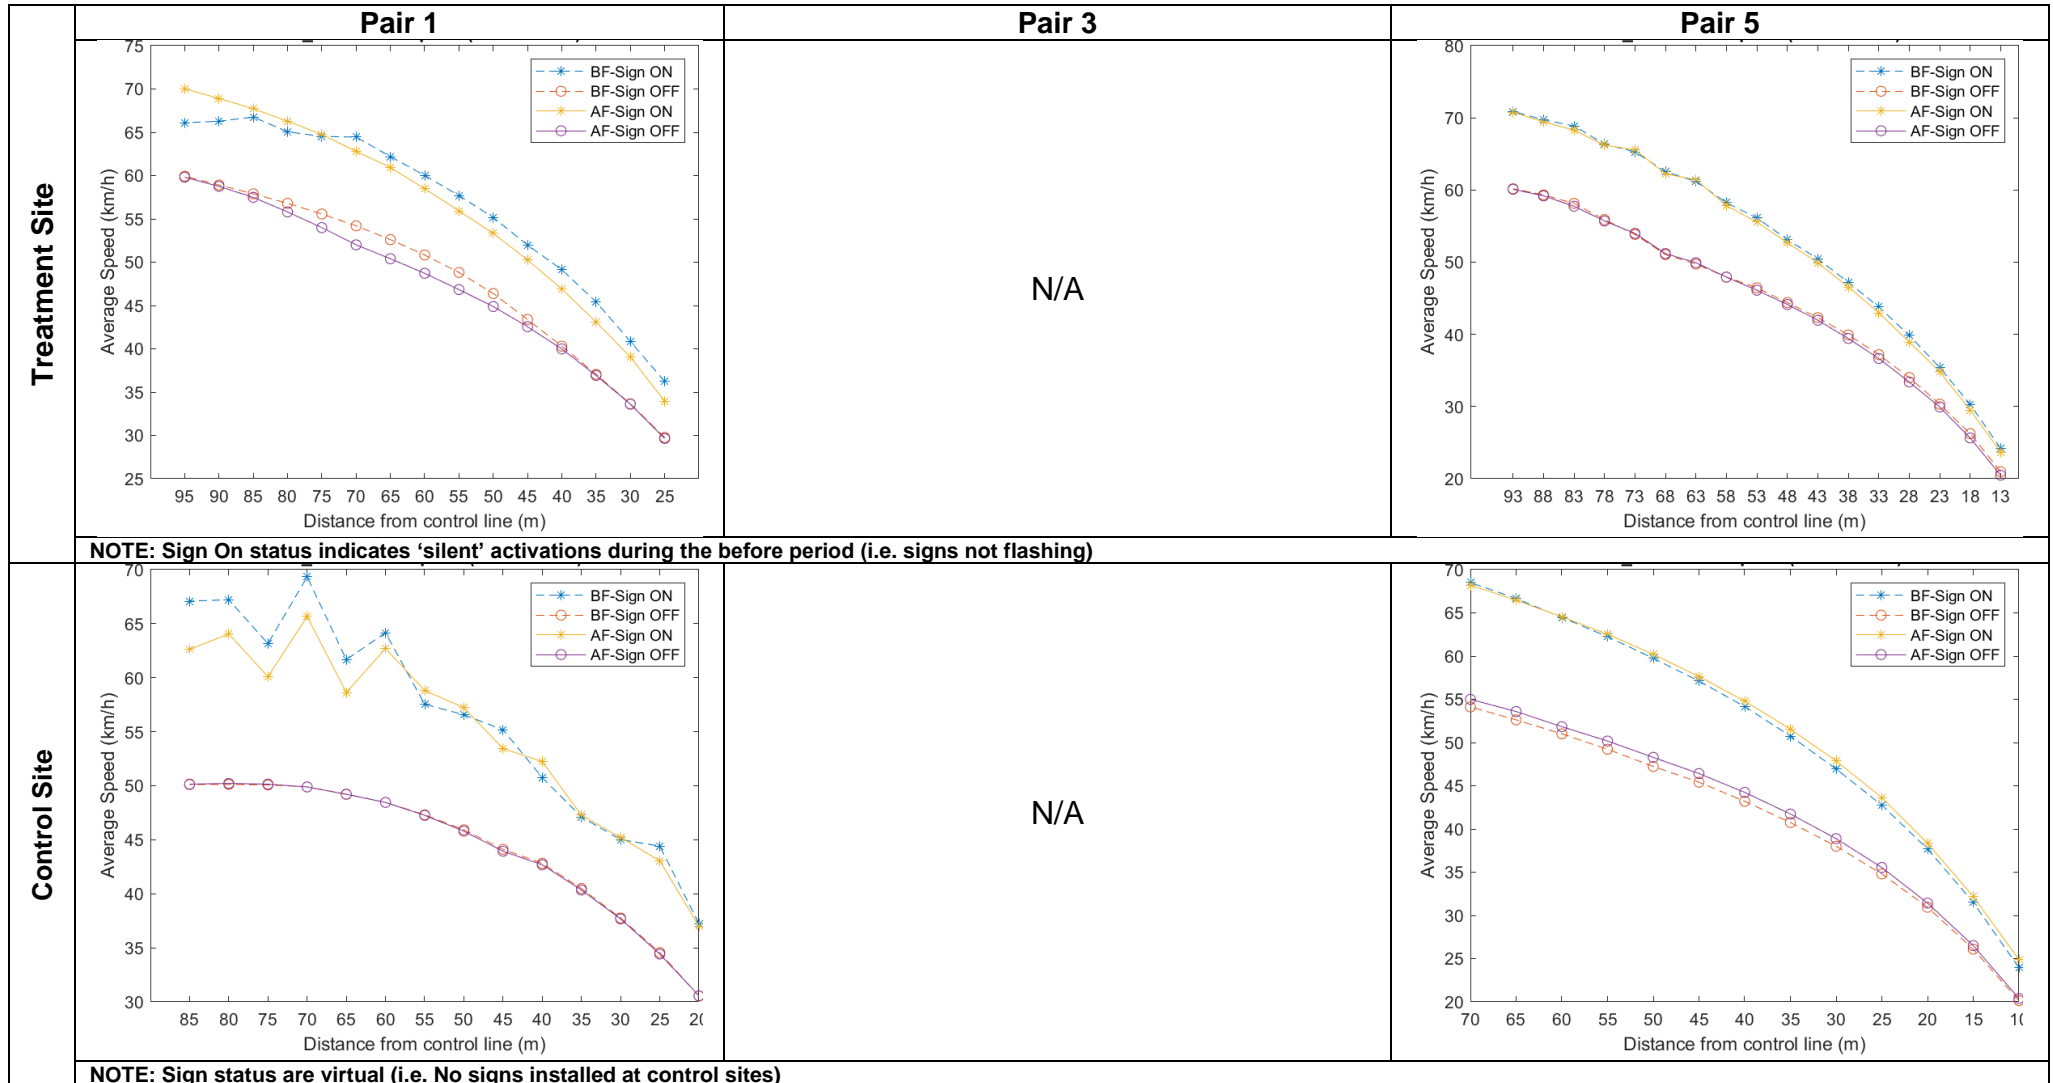 Pair 1
Pair 3
Pair 5
Treatment Site
75
70
65
60
55
50
45
40
35
30
25
Average Speed (km/h)
BF-Sign ON
BF-Sign OFF
AF-Sign ON
AF-Sign OFF
95 90 85 80 75 70 65 60 55 50 45 40 35 30 25
Distance from control line (m)
N/A
80
70
60
50
40
30
20
Average Speed (km/h)
BF-Sign ON
BF-Sign OFF
AF-Sign ON
AF-Sign OFF
93 88 83 78 73 68 63 58 53 48 43 38 33 28 23 18 13
Distance from control line (m)
NOTE: Sign On status indicates ‘silent’ activations during the before period (i.e. signs not flashing)
Control Site
70
65
60
55
50
45
40
35
30
Average Speed (km/h)
BF-Sign ON
BF-Sign OFF
AF-Sign ON
AF-Sign OFF
85 80 75 70 65 60 55 50 45 40 35 30 25 20
Distance from control line (m)
N/A
70
65
60
55
50
45
40
35
30
25
20
Average Speed (km/h)
BF-Sign ON
BF-Sign OFF
AF-Sign ON
AF-Sign OFF
70 65 60 55 50 45 40 35 30 25 20 15 10
Distance from control line (m)
NOTE: Sign status are virtual (i.e. No signs installed at control sites)